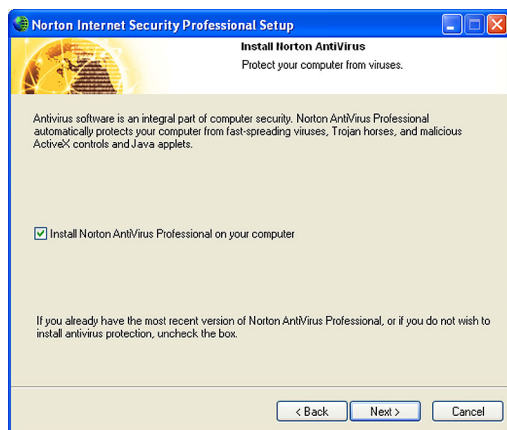 Norton Internet Security Professional Setup
Install Norton AntiVirus
Protect your computer from viruses.
Antivirus software is an integral part of computer security. Norton AntiVirus Professional
automatically protects your computer from fast-spreading viruses, Trojan horses, and malicious
ActiveX controls and Java applets.
Install Norton AntiVirus Professional on your computer
If you already have the most recent version of Norton AntiVirus Professional, or if you do not wish to
install antivirus protection, uncheck the box.
< Back Next > Cancel